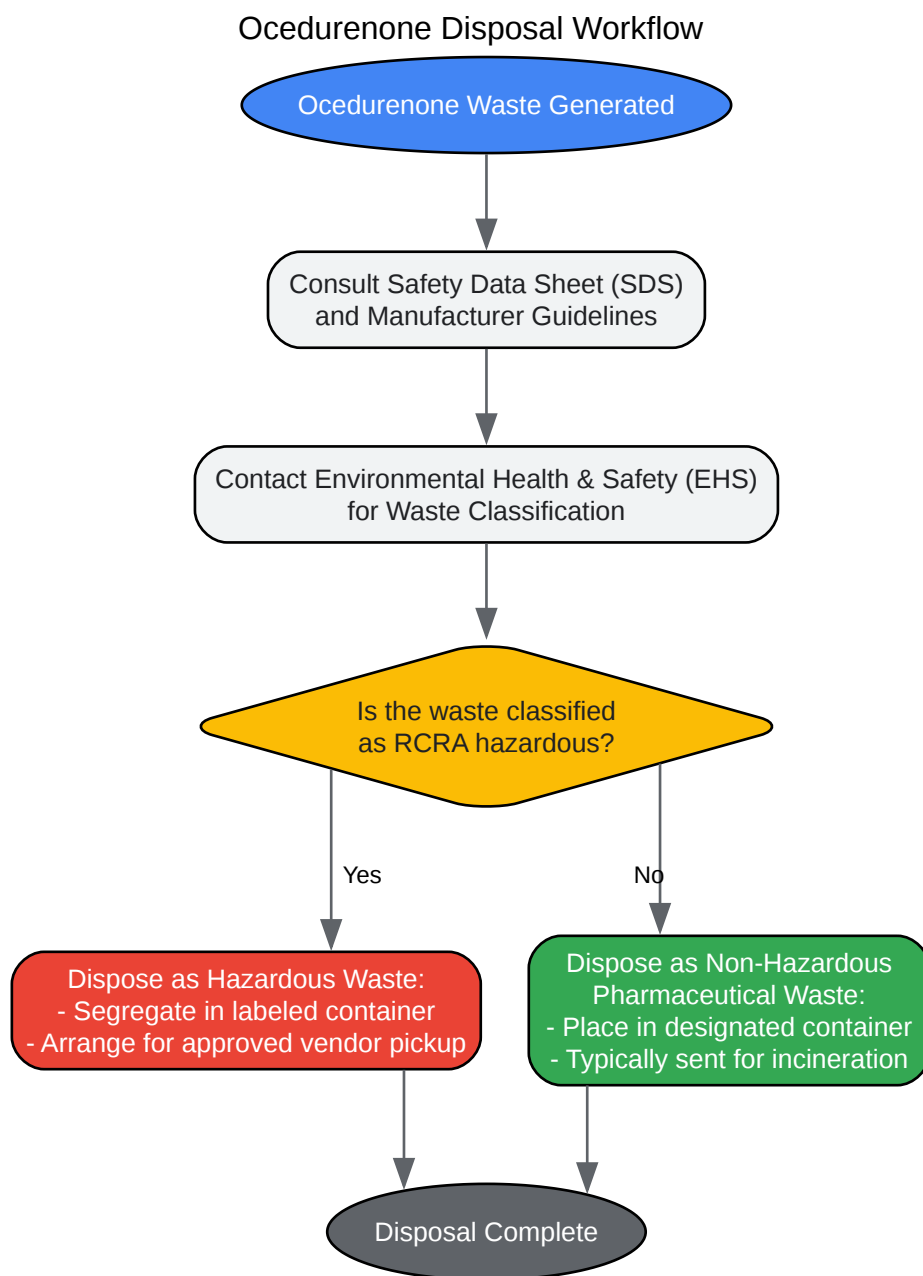 Ocedurenone Disposal Workflow
Ocedurenone Waste Generated
Consult Safety Data Sheet (SDS)
and Manufacturer Guidelines
Contact Environmental Health & Safety (EHS)
for Waste Classification
Is the waste classified
as RCRA hazardous?
Yes
No
Dispose as Hazardous Waste:
- Segregate in labeled container
- Arrange for approved vendor pickup
Dispose as Non-Hazardous
Pharmaceutical Waste:
- Place in designated container
- Typically sent for incineration
Disposal Complete